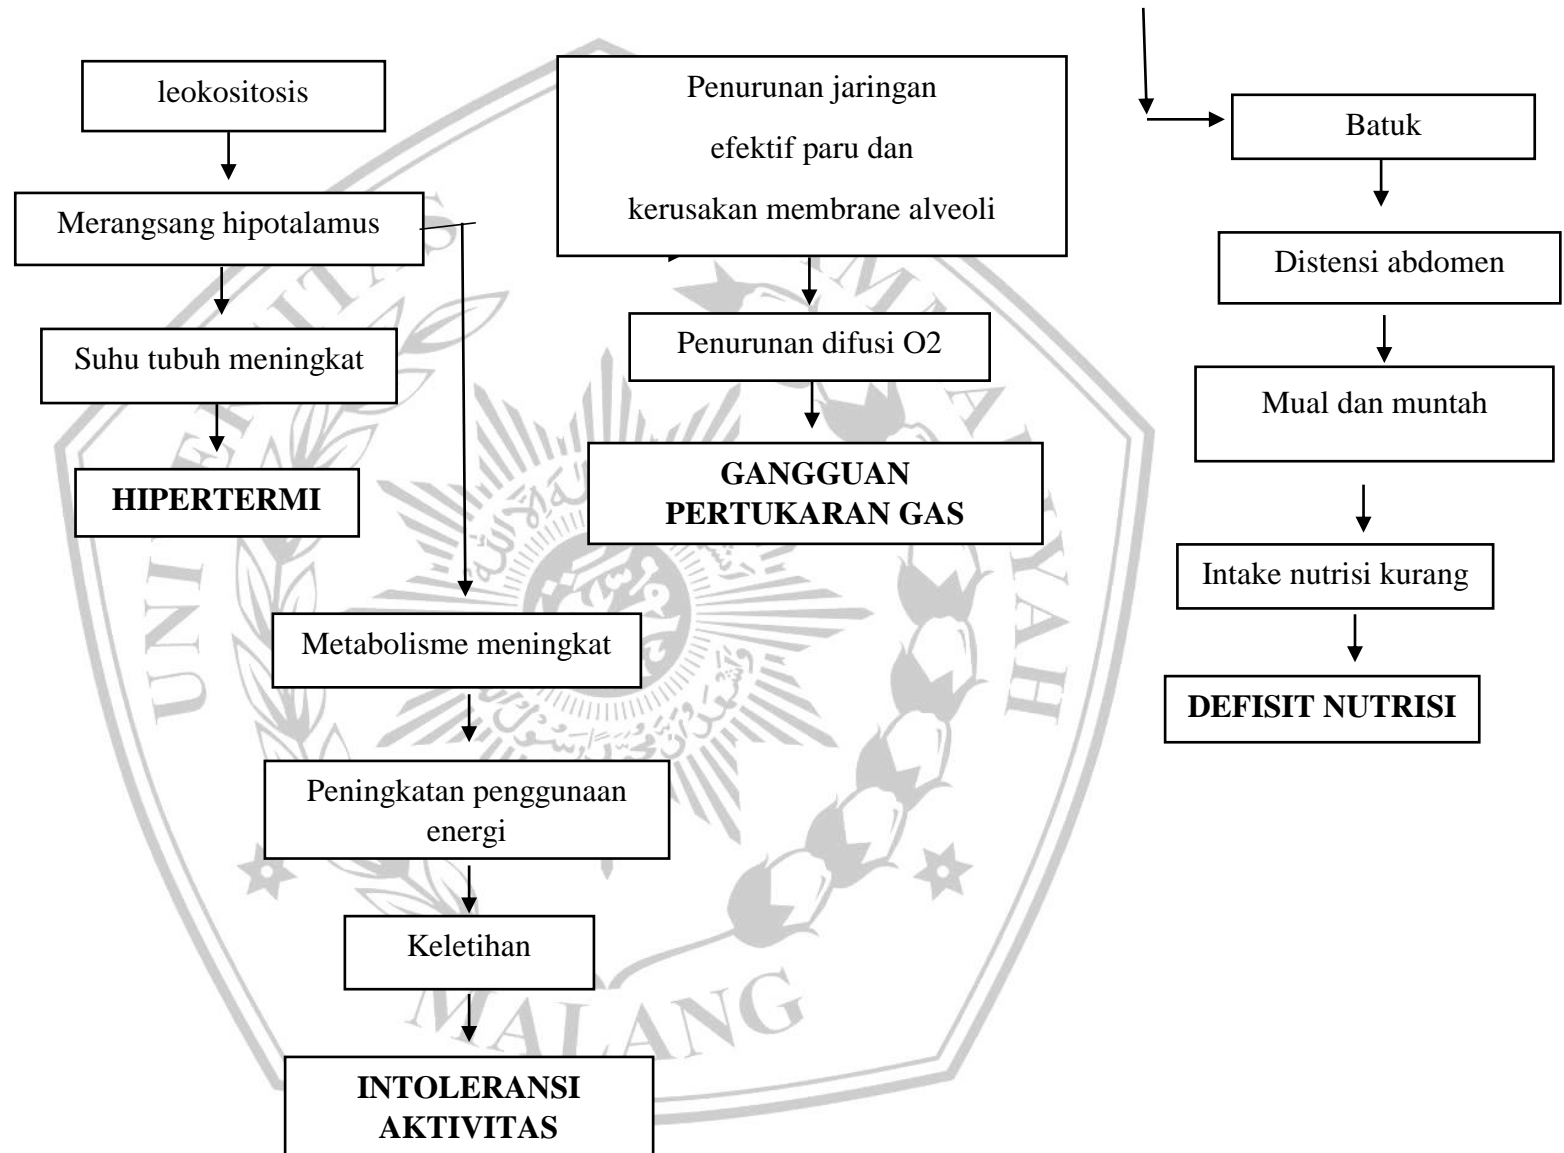 leokositosis
Merangsang hipotalamus
Suhu tubuh meningkat
HIPERTERMI
Metabolisme meningkat
Peningkatan penggunaan
energi
Keletihan
INTOLERANSI
AKTIVITAS
Penurunan jaringan
efektif paru dan
kerusakan membrane alveoli
Penurunan difusi O2
GANGGUAN
PERTUKARAN GAS
Batuk
Distensi abdomen
Mual dan muntah
Intake nutrisi kurang
DEFISIT NUTRISI
MALANG